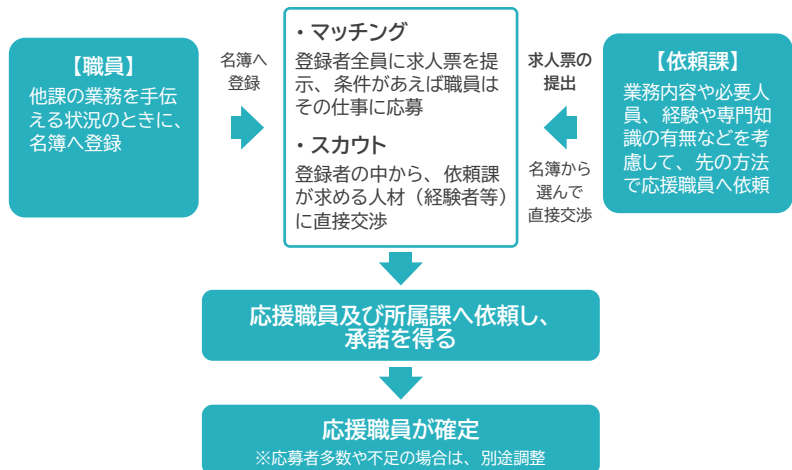 【職員】
他課の業務を手伝
える状況のときに、
名簿へ登録
名簿へ
登録
・マッチング
登録者全員に求人票を提
示、条件があえば職員は
その仕事に応募
・スカウト
登録者の中から、依頼課
が求める人材（経験者等）
に直接交渉
求人票の
提出
名簿から
選んで
直接交渉
【依頼課】
業務内容や必要人
員、経験や専門知
識の有無などを考
慮して、先の方法
で応援職員へ依頼
応援職員及び所属課へ依頼し、
承諾を得る
応援職員が確定
※応募者多数や不足の場合は、別途調整